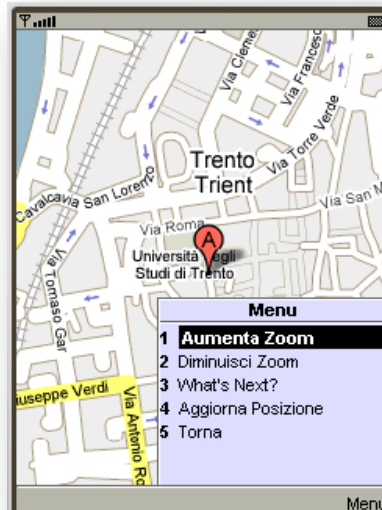 Via Cleme
Via Francesc
Via Torre Verde
Trento
Trient
Cavalcavia San Lorenzo
Via San M
Via Roma
A
Università degli
Studi di Trento
Via Tomaso Gar
iuseppe Verdi
Via Antonio Ro
Menu
1 Aumenta Zoom
2 Diminuisci Zoom
3 What's Next?
4 Aggiorna Posizione
5 Torna
Menu